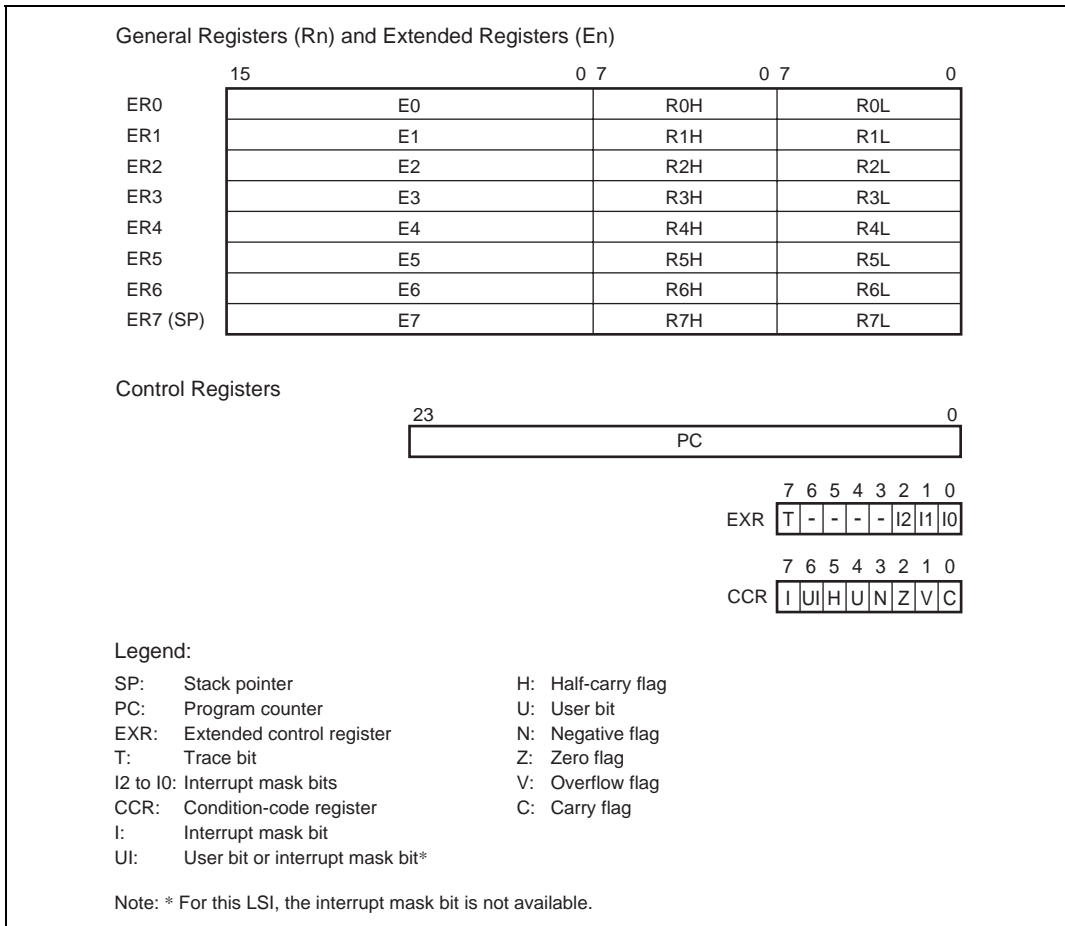 General Registers (Rn) and Extended Registers (En)
15 0 7 0 7 0
ER0 E0 R0H R0L
ER1 E1 R1H R1L
ER2 E2 R2H R2L
ER3 E3 R3H R3L
ER4 E4 R4H R4L
ER5 E5 R5H R5L
ER6 E6 R6H R6L
ER7 (SP) E7 R7H R7L
Control Registers
23 0
PC
7 6 5 4 3 2 1 0
EXR T - - - - I2 I1 I0
7 6 5 4 3 2 1 0
CCR I UI H U N Z V C
Legend:
SP: Stack pointer H: Half-carry flag
PC: Program counter U: User bit
EXR: Extended control register N: Negative flag
T: Trace bit Z: Zero flag
I2 to I0: Interrupt mask bits V: Overflow flag
CCR: Condition-code register C: Carry flag
I: Interrupt mask bit
UI: User bit or interrupt mask bit*
Note: * For this LSI, the interrupt mask bit is not available.